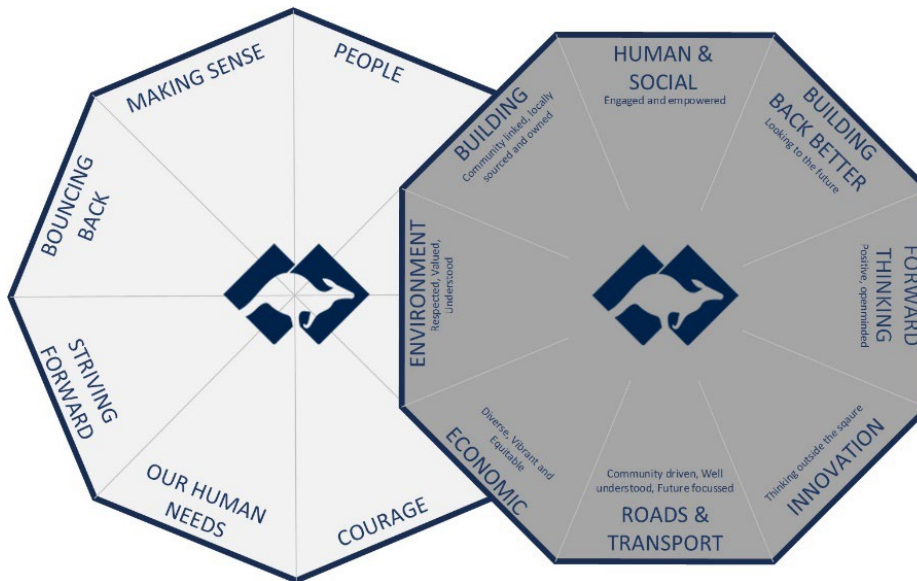 MAKING SENSE
PEOPLE
BOUNCING
BACK
STRIVING
FORWARD
OUR HUMAN
NEEDS
COURAGE
BUILDING
Community linked, locally
sourced and owned
HUMAN &
SOCIAL
Engaged and empowered
BUILDING
BACK BETTER
Looking to the future
ENVIRONMENT
Respected, Valued,
Understood
FORWARD
THINKING
Positive, openminded
Diverse, Vibrant and
Equitable
ECONOMIC
Community driven, Well
understood, Future focussed
ROADS &
TRANSPORT
Thinking outside the sqaure
INNOVATION